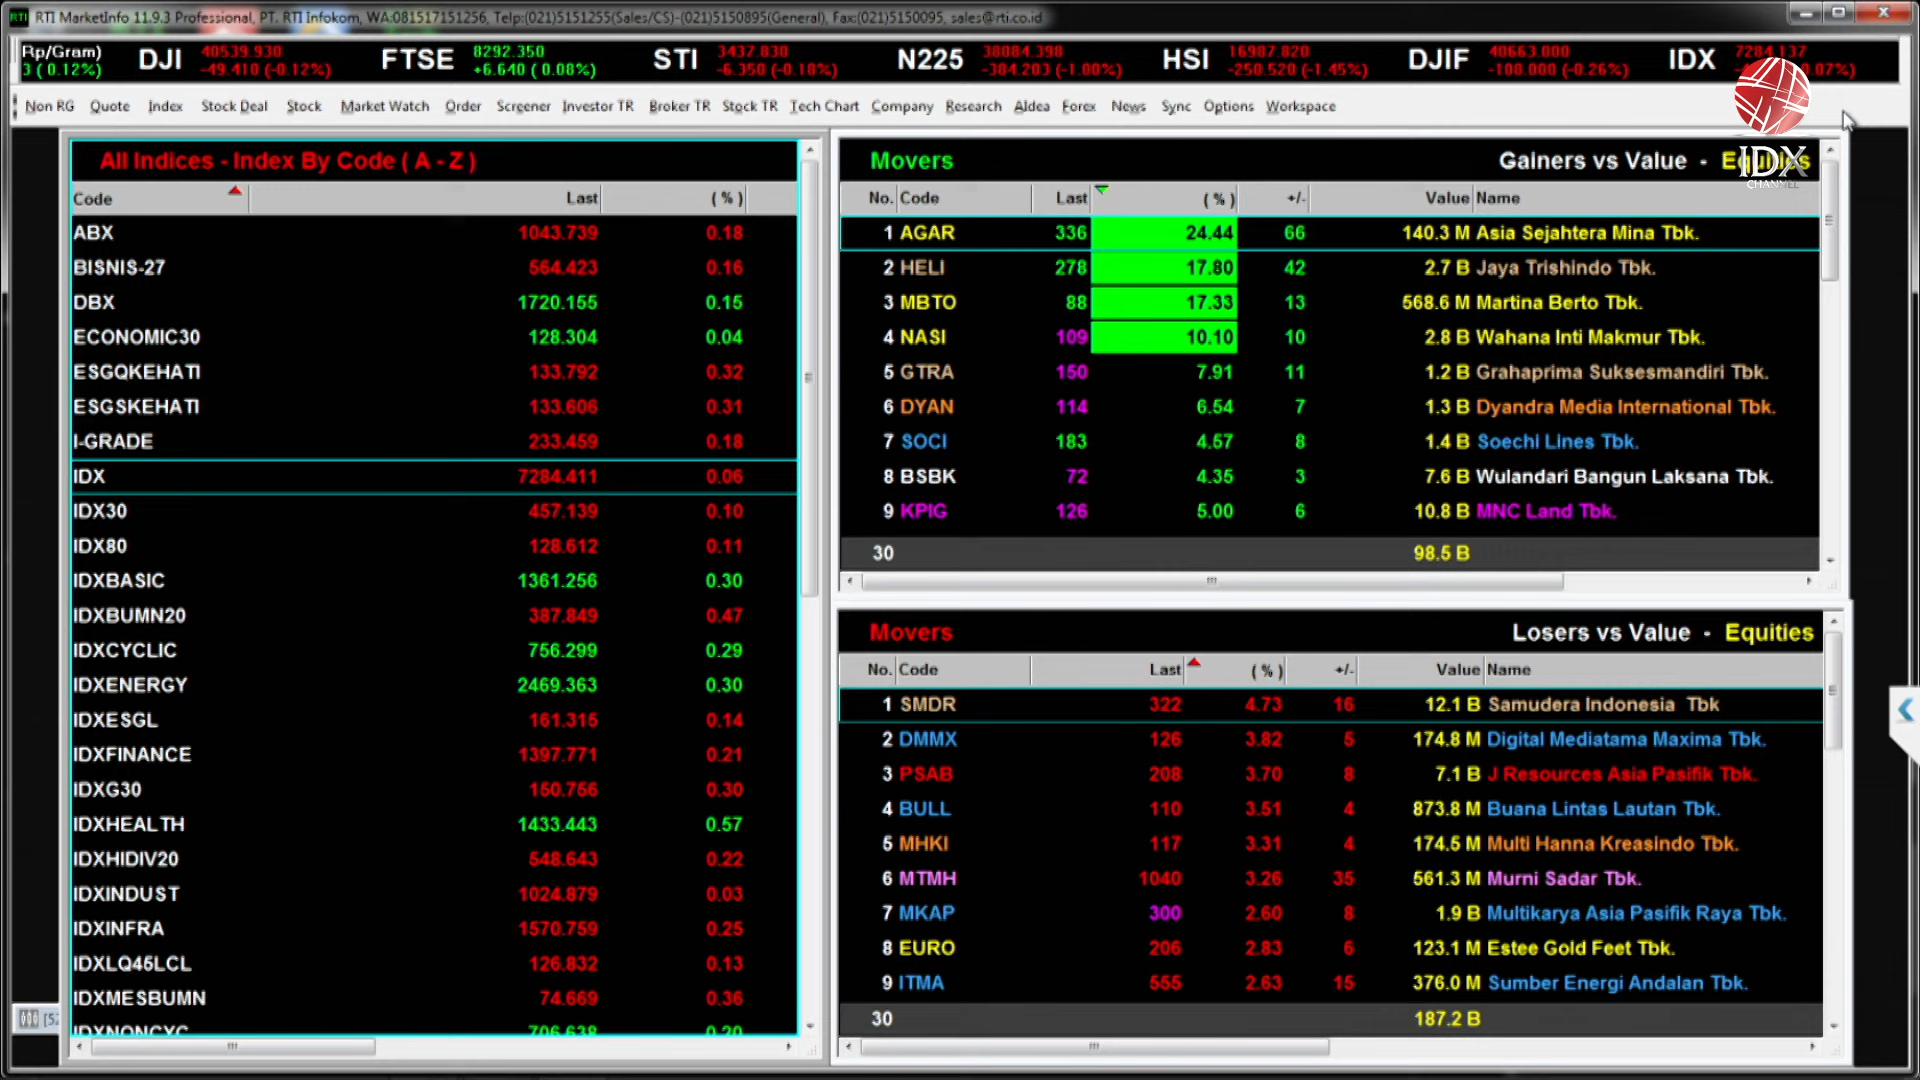 RTI MarketInfo 11.9.3 Professional, PT. RTI Infokom, WA:081517151256, Telp:(021)5151255(Sales/CS)-(021)5150895(General), Fax:(021)5150095, sales@rti.co.id
Rp/Gram) DJI 40539.930 FTSE 8292.350 STI 3437.830 N225 38084.398 HSI 16987.820 DJIF 40663.000 IDX 7284.137
3 ( 0.12%) -49.410 (-0.12%) +6.640 ( 0.08%) -6.350 (-0.18%) -384.203 (-1.00%) -250.520 (-1.45%) -108.000 (-0.26%) 0.07%)
Non RG Quote Index Stock Deal Stock Market Watch Order Screener Investor TR Broker TR Stock TR Tech Chart Company Research AIdea Forex News Sync Options Workspace
IDX
CHANNEL
All Indices - Index By Code ( A - Z )
Code Last ( % )
ABX 1043.739 0.18
BISNIS-27 564.423 0.16
DBX 1720.155 0.15
ECONOMIC30 128.304 0.04
ESGQKEHATI 133.792 0.32
ESGSKEHATI 133.606 0.31
I-GRADE 233.459 0.18
IDX 7284.411 0.06
IDX30 457.139 0.10
IDX80 128.612 0.11
IDXBASIC 1361.256 0.30
IDXBUMN20 387.849 0.47
IDXCYCLIC 756.299 0.29
IDXENERGY 2469.363 0.30
IDXESGL 161.315 0.14
IDXFINANCE 1397.771 0.21
IDXG30 150.756 0.30
IDXHEALTH 1433.443 0.57
IDXHIDIV20 548.643 0.22
IDXINDUST 1024.879 0.03
IDXINFRA 1570.759 0.25
IDXLQ45LCL 126.832 0.13
IDXMESBUMN 74.669 0.36
IDXNONCYC 706.638 0.20
Movers Gainers vs Value - Equities
No. Code Last ( % ) +/- Value Name
1 AGAR 336 24.44 66 140.3 M Asia Sejahtera Mina Tbk.
2 HELI 278 17.80 42 2.7 B Jaya Trishindo Tbk.
3 MBTO 88 17.33 13 568.6 M Martina Berto Tbk.
4 NASI 109 10.10 10 2.8 B Wahana Inti Makmur Tbk.
5 GTRA 150 7.91 11 1.2 B Grahaprima Suksesmandiri Tbk.
6 DYAN 114 6.54 7 1.3 B Dyandra Media International Tbk.
7 SOCI 183 4.57 8 1.4 B Soechi Lines Tbk.
8 BSBK 72 4.35 3 7.6 B Wulandari Bangun Laksana Tbk.
9 KPIG 126 5.00 6 10.8 B MNC Land Tbk.
30 98.5 B
Movers Losers vs Value - Equities
No. Code Last ( % ) +/- Value Name
1 SMDR 322 4.73 16 12.1 B Samudera Indonesia Tbk
2 DMMX 126 3.82 5 174.8 M Digital Mediatama Maxima Tbk.
3 PSAB 208 3.70 8 7.1 B J Resources Asia Pasifik Tbk.
4 BULL 110 3.51 4 873.8 M Buana Lintas Lautan Tbk.
5 MHKI 117 3.31 4 174.5 M Multi Hanna Kreasindo Tbk.
6 MTMH 1040 3.26 35 561.3 M Murni Sadar Tbk.
7 MKAP 300 2.60 8 1.9 B Multikarya Asia Pasifik Raya Tbk.
8 EURO 206 2.83 6 123.1 M Estee Gold Feet Tbk.
9 ITMA 555 2.63 15 376.0 M Sumber Energi Andalan Tbk.
30 187.2 B